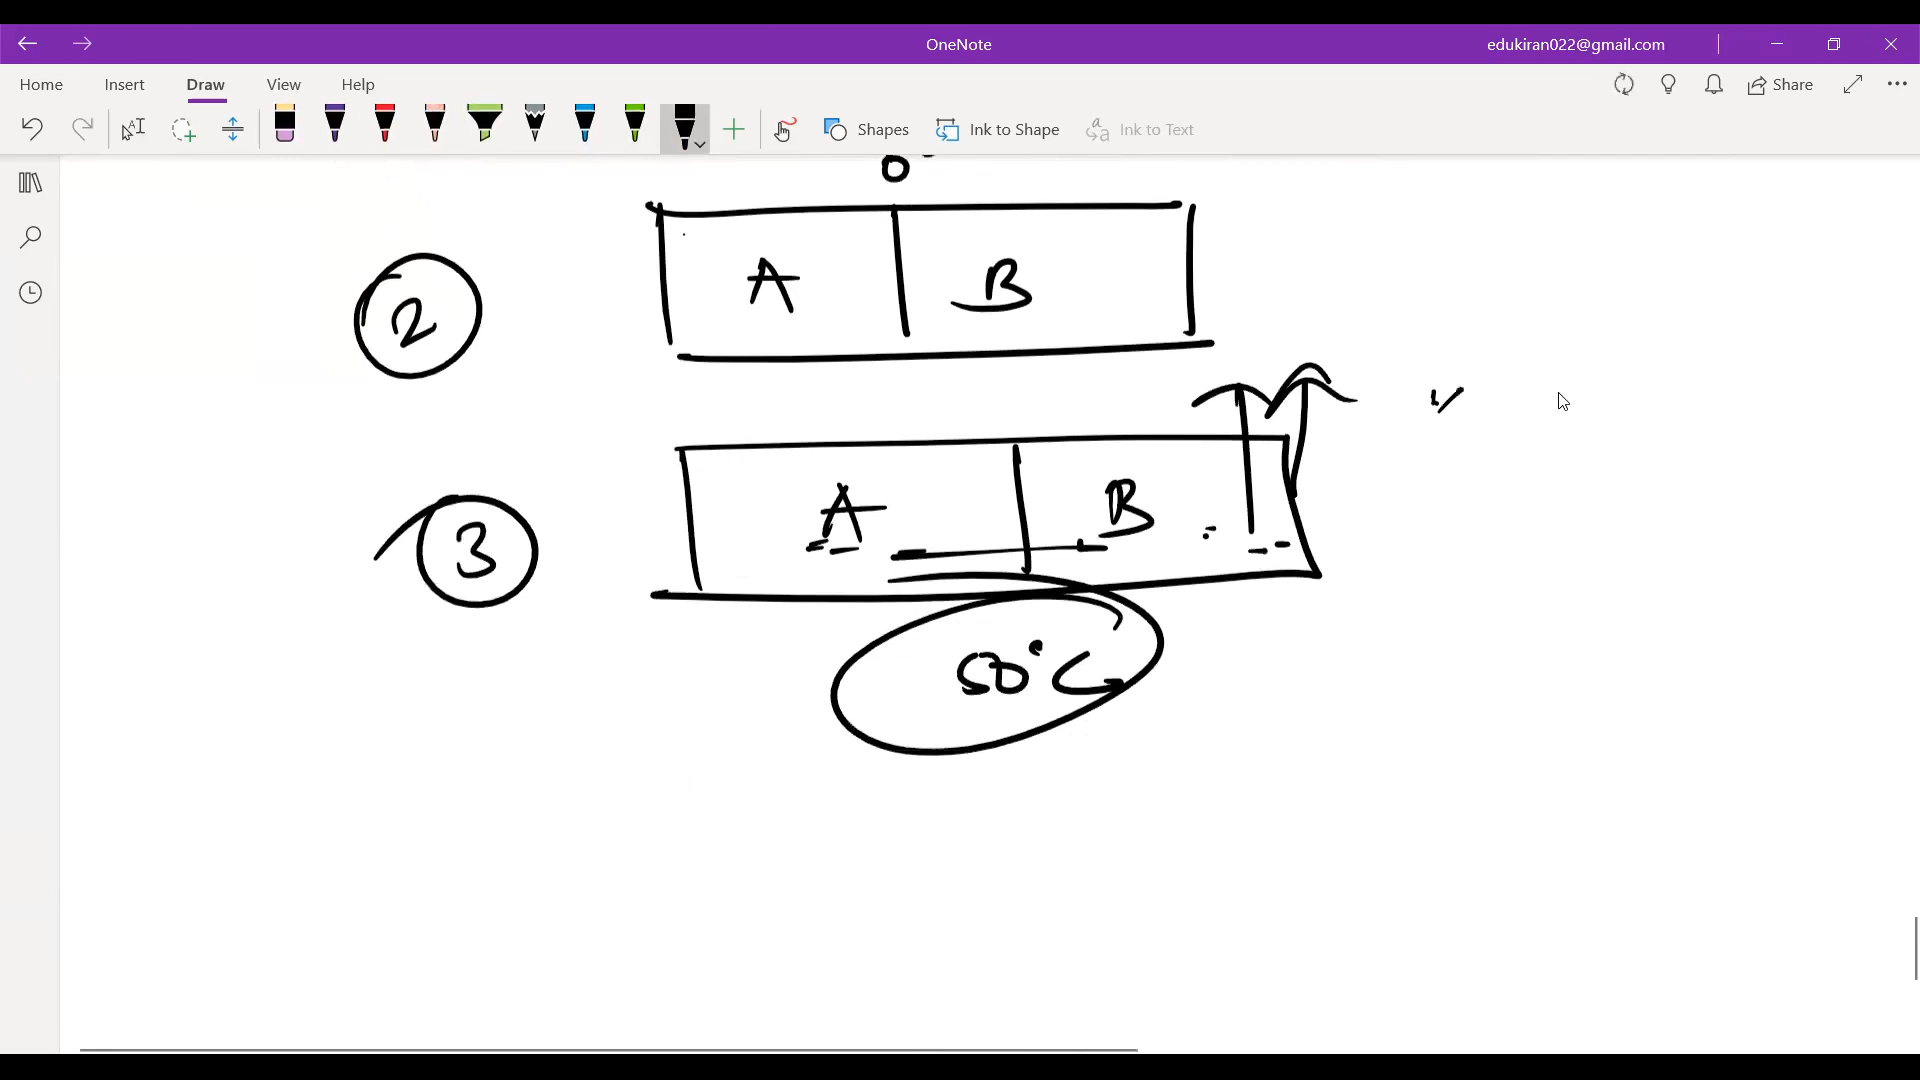 OneNote
edukiran022@gmail.com
Home Insert Draw View Help
Share
Shapes Ink to Shape Ink to Text
A B
2
A B
3
50°C